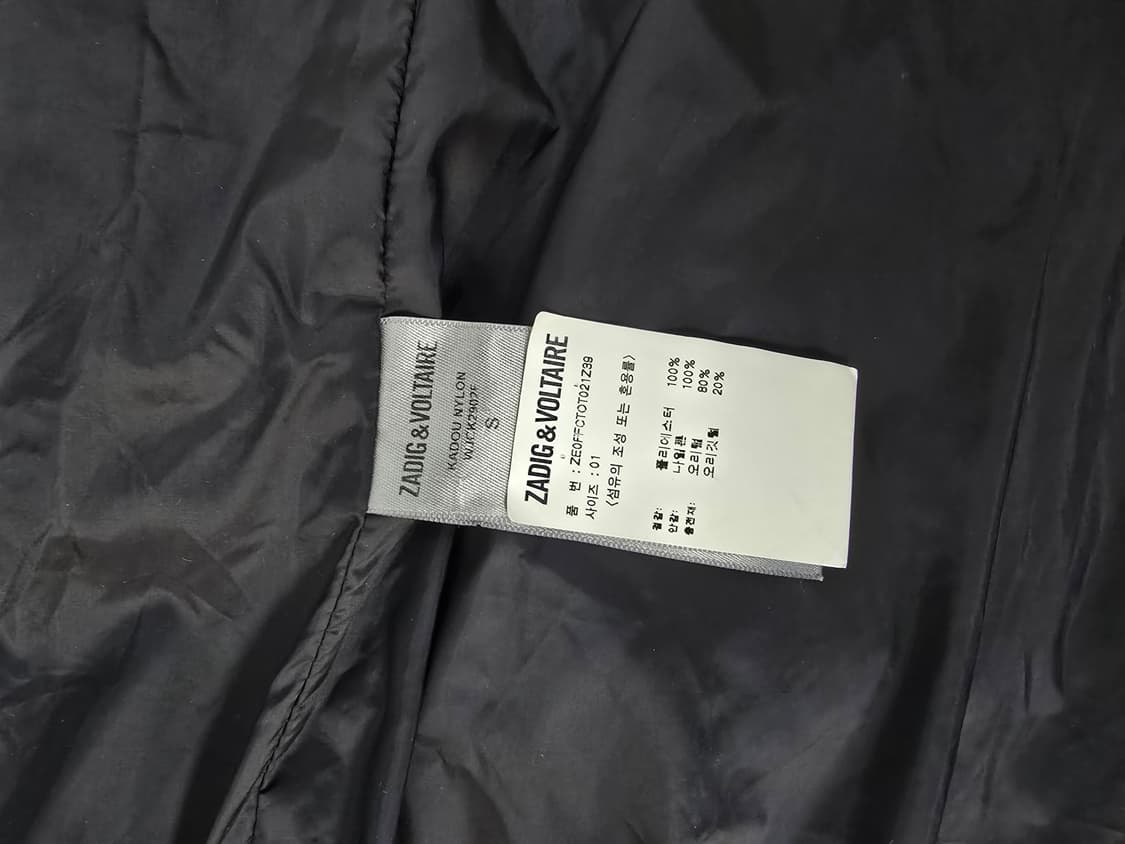 ZADIG & VOLTAIRE
KADOU NYLON
S
ZADIG & VOLTAIRE
품 번 : ZE0FFCTOT021Z39
사이즈 : 01
<섬유의 조성 또는 혼용률>
겉감: 폴리에스터 100%
안감: 나일론 100%
충전재: 오리털 80%
오리깃털 20%